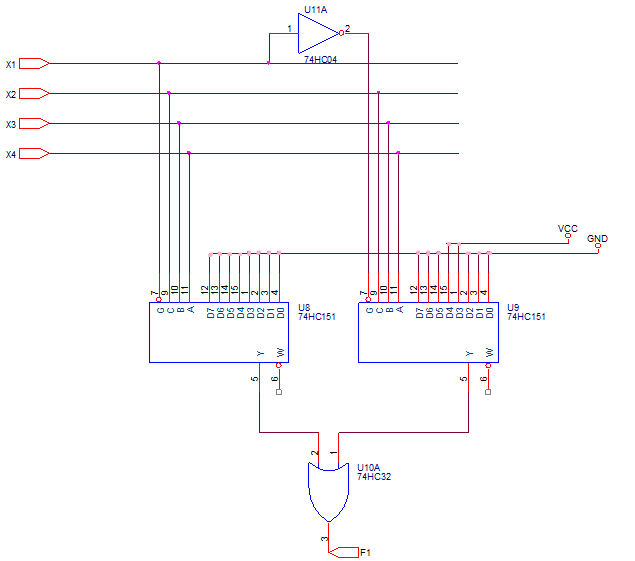 U11A
1
2
74HC04
X1
X2
X3
X4
VCC
GND
7
9
10
11
12
13
14
15
1
2
3
4
7
9
10
11
12
13
14
15
1
2
3
4
G
C
B
A
D7
D6
D5
D4
D3
D2
D1
D0
U8
74HC151
G
C
B
A
D7
D6
D5
D4
D3
D2
D1
D0
U9
74HC151
Y
W
Y
W
5
6
5
6
2
1
U10A
74HC32
3
F1